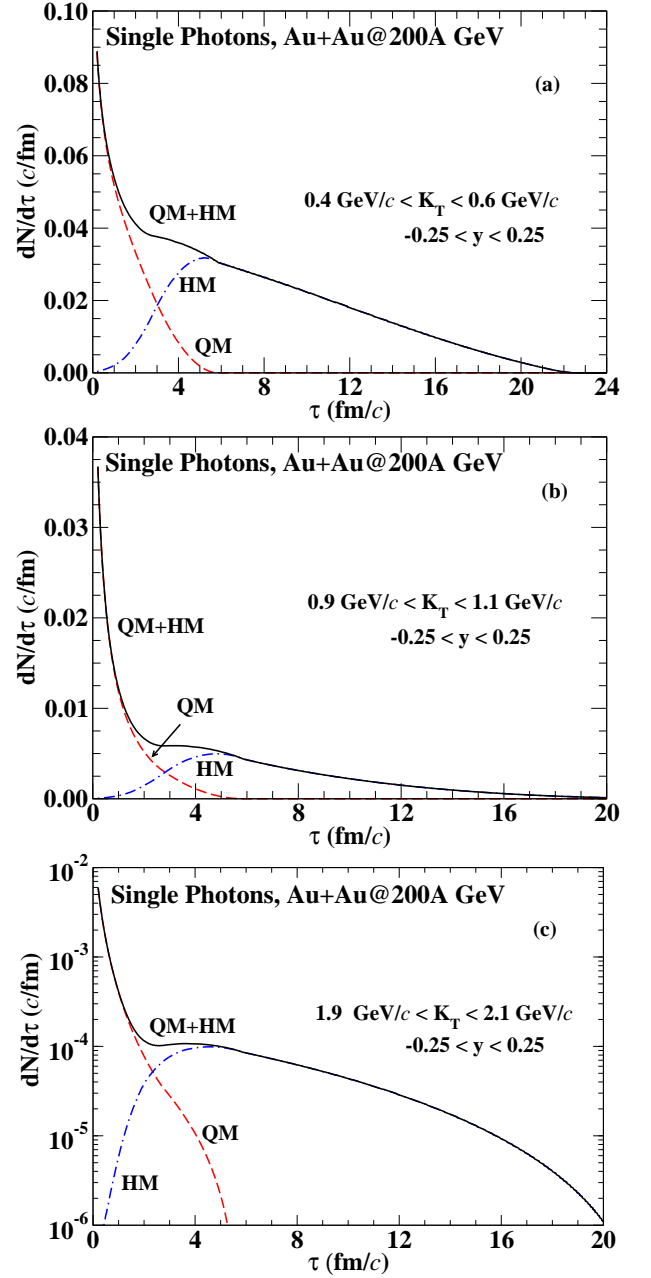 Single Photons, Au+Au@200A GeV
(a)
0.4 GeV/c < K_T < 0.6 GeV/c
-0.25 < y < 0.25
QM+HM
HM
QM
dN/dτ (c/fm)
0.10
0.08
0.06
0.04
0.02
0.00
0 4 8 12 16 20 24
τ (fm/c)
Single Photons, Au+Au@200A GeV
(b)
0.9 GeV/c < K_T < 1.1 GeV/c
-0.25 < y < 0.25
QM+HM
QM
HM
dN/dτ (c/fm)
0.04
0.03
0.02
0.01
0.00
0 4 8 12 16 20
τ (fm/c)
Single Photons, Au+Au@200A GeV
(c)
1.9 GeV/c < K_T < 2.1 GeV/c
-0.25 < y < 0.25
QM+HM
QM
HM
dN/dτ (c/fm)
10^-2
10^-3
10^-4
10^-5
10^-6
0 4 8 12 16 20
τ (fm/c)